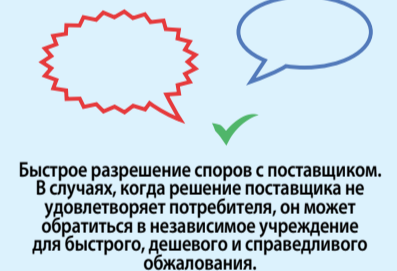 Быстрое разрешение споров с поставщиком.
В случаях, когда решение поставщика не
удовлетворяет потребителя, он может
обратиться в независимое учреждение
для быстрого, дешевого и справедливого
обжалования.